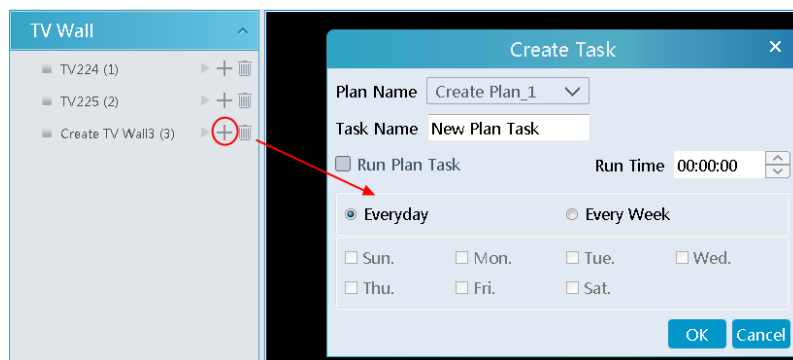 TV Wall
TV224 (1)
TV225 (2)
Create TV Wall3 (3)
Create Task
Plan Name Create Plan_1
Task Name New Plan Task
Run Plan Task Run Time 00:00:00
Everyday Every Week
Sun. Mon. Tue. Wed.
Thu. Fri. Sat.
OK Cancel